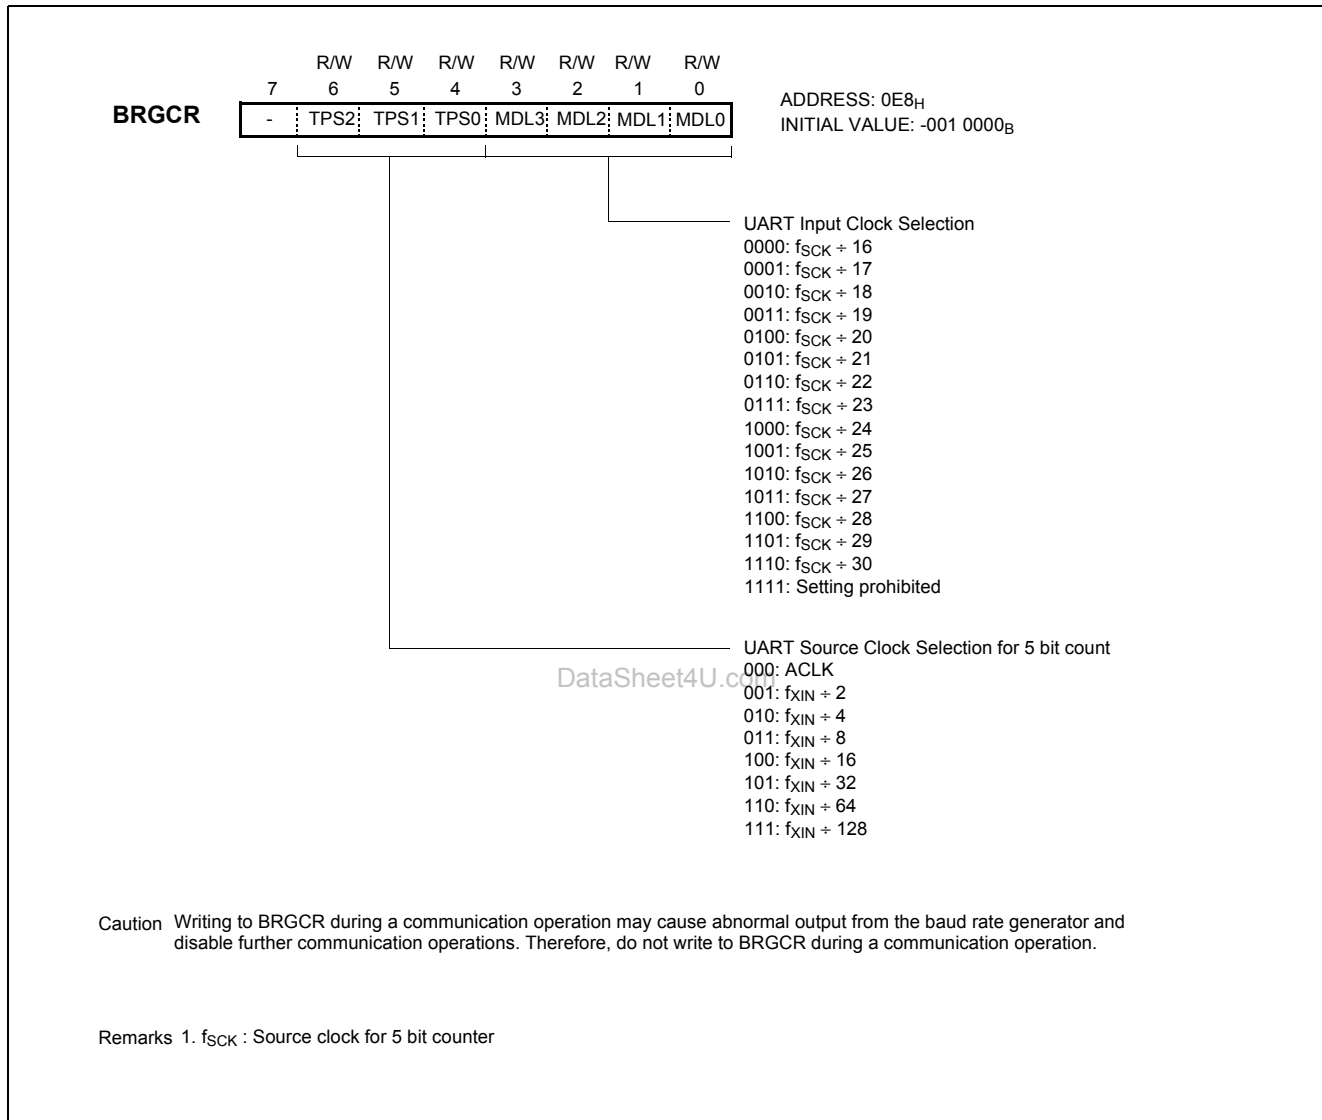 R/W R/W R/W R/W R/W R/W R/W
7 6 5 4 3 2 1 0
BRGCR - TPS2 TPS1 TPS0 MDL3 MDL2 MDL1 MDL0
ADDRESS: 0E8H
INITIAL VALUE: -001 0000B
UART Input Clock Selection
0000: fSCK ÷ 16
0001: fSCK ÷ 17
0010: fSCK ÷ 18
0011: fSCK ÷ 19
0100: fSCK ÷ 20
0101: fSCK ÷ 21
0110: fSCK ÷ 22
0111: fSCK ÷ 23
1000: fSCK ÷ 24
1001: fSCK ÷ 25
1010: fSCK ÷ 26
1011: fSCK ÷ 27
1100: fSCK ÷ 28
1101: fSCK ÷ 29
1110: fSCK ÷ 30
1111: Setting prohibited
UART Source Clock Selection for 5 bit count
DataSheet4U.com
000: ACLK
001: fXIN ÷ 2
010: fXIN ÷ 4
011: fXIN ÷ 8
100: fXIN ÷ 16
101: fXIN ÷ 32
110: fXIN ÷ 64
111: fXIN ÷ 128
Caution Writing to BRGCR during a communication operation may cause abnormal output from the baud rate generator and
disable further communication operations. Therefore, do not write to BRGCR during a communication operation.
Remarks 1. fSCK : Source clock for 5 bit counter